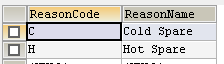 ReasonCode ReasonName
C Cold Spare
H Hot Spare